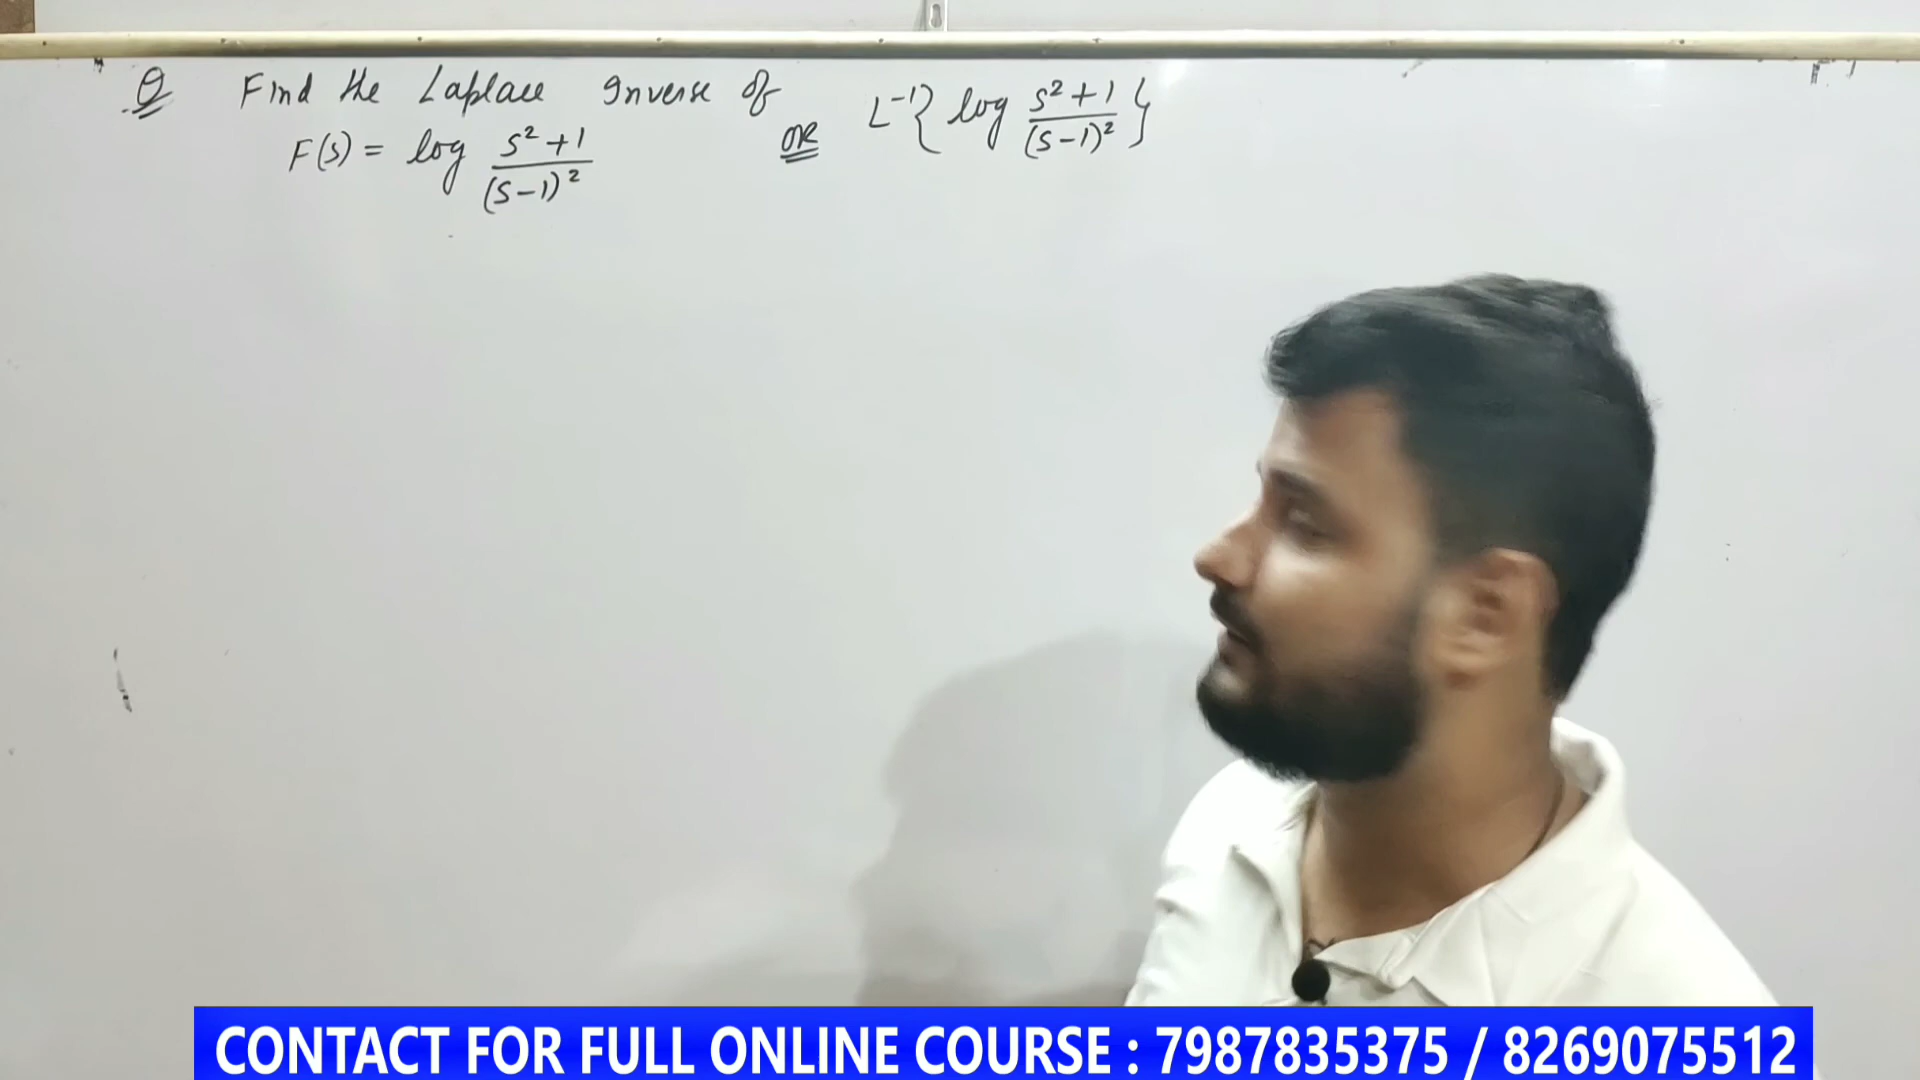 Q Find the Laplace Inverse of
F(s) = log (s² + 1)/(s-1)² OR L⁻¹{ log (s² + 1)/(s-1)² }
CONTACT FOR FULL ONLINE COURSE : 7987835375 / 8269075512